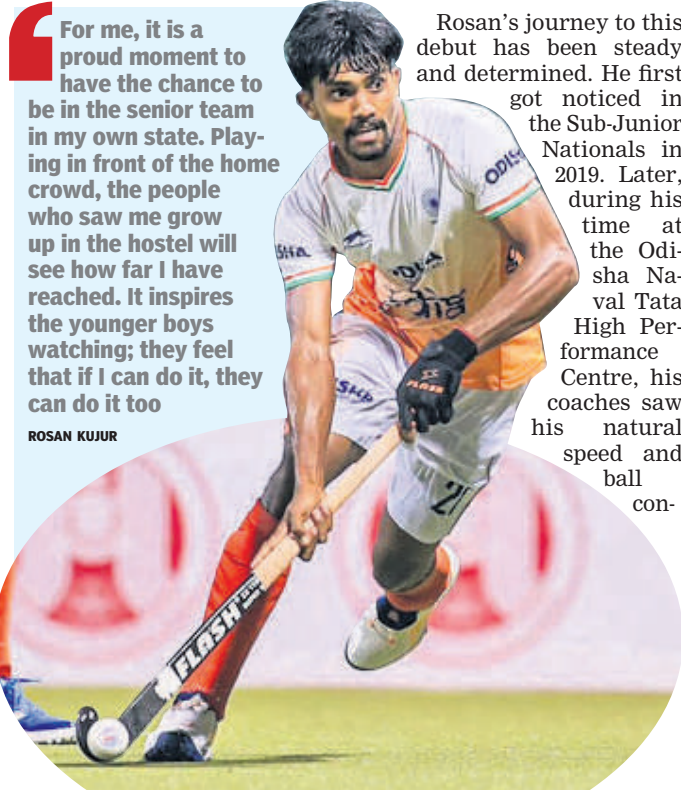 For me, it is a
proud moment to
have the chance to
be in the senior team
in my own state. Play-
ing in front of the home
crowd, the people
who saw me grow
up in the hostel will
see how far I have
reached. It inspires
the younger boys
watching; they feel
that if I can do it, they
can do it too
ROSAN KUJUR
Rosan's journey to this
debut has been steady
and determined. He first
got noticed in
the Sub-Junior
Nationals in
2019. Later,
during his
time at
the Odi-
sha Na-
val Tata
High Per-
formance
Centre, his
coaches saw
his natural
speed and
ball
con-
ODIS
SHA
FLASH
FLASH